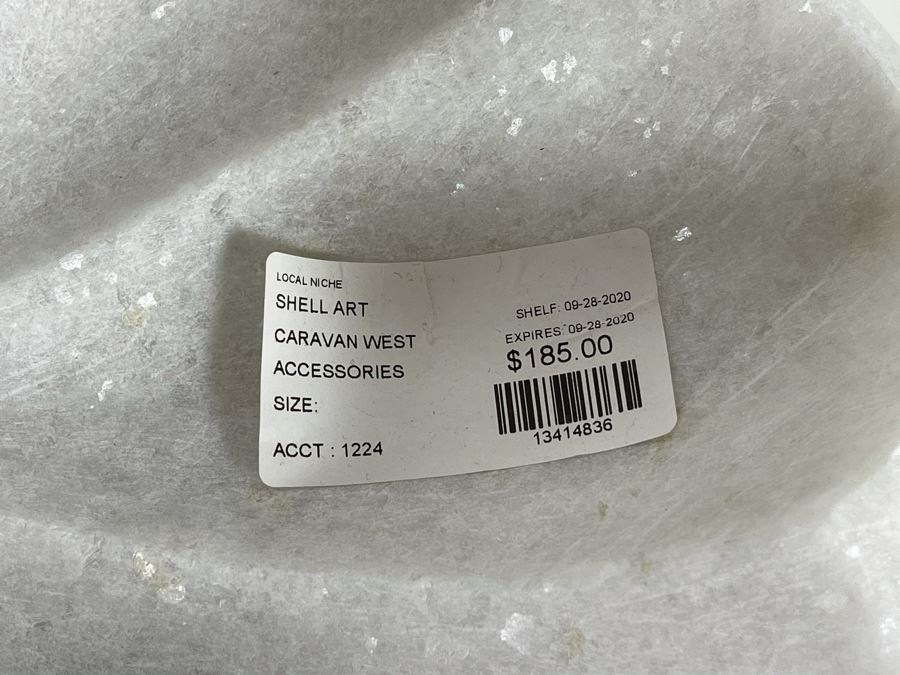 LOCAL NICHE
SHELL ART
CARAVAN WEST
ACCESSORIES
SIZE:
ACCT : 1224
SHELF: 09-28-2020
EXPIRES: 09-28-2020
$185.00
13414836